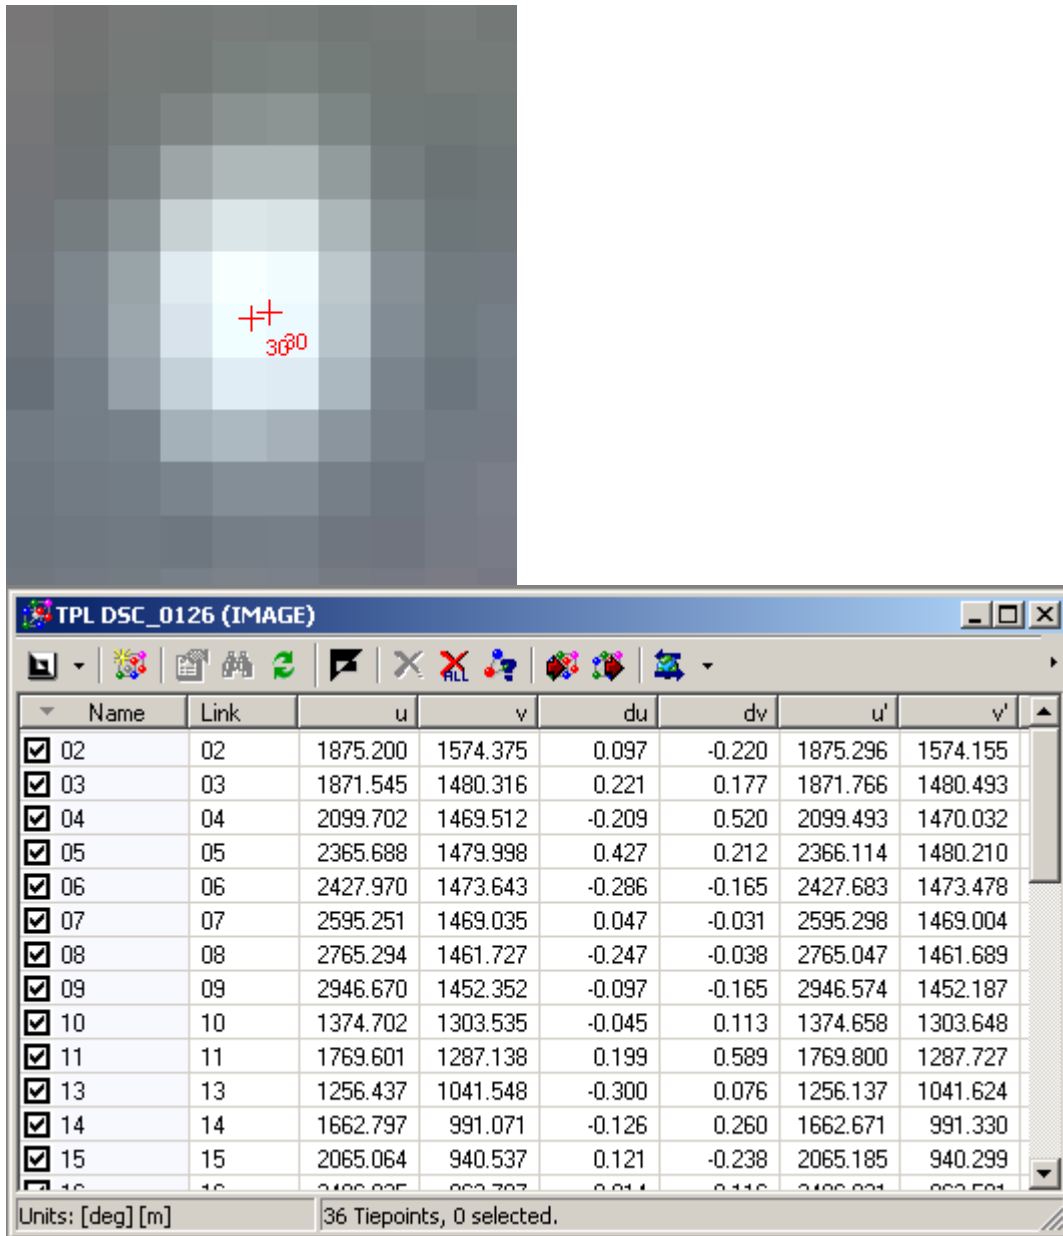 30 30
TPL DSC_0126 (IMAGE)
ALL
Name Link u v du dv u' v'
02 02 1875.200 1574.375 0.097 -0.220 1875.296 1574.155
03 03 1871.545 1480.316 0.221 0.177 1871.766 1480.493
04 04 2099.702 1469.512 -0.209 0.520 2099.493 1470.032
05 05 2365.688 1479.998 0.427 0.212 2366.114 1480.210
06 06 2427.970 1473.643 -0.286 -0.165 2427.683 1473.478
07 07 2595.251 1469.035 0.047 -0.031 2595.298 1469.004
08 08 2765.294 1461.727 -0.247 -0.038 2765.047 1461.689
09 09 2946.670 1452.352 -0.097 -0.165 2946.574 1452.187
10 10 1374.702 1303.535 -0.045 0.113 1374.658 1303.648
11 11 1769.601 1287.138 0.199 0.589 1769.800 1287.727
13 13 1256.437 1041.548 -0.300 0.076 1256.137 1041.624
14 14 1662.797 991.071 -0.126 0.260 1662.671 991.330
15 15 2065.064 940.537 0.121 -0.238 2065.185 940.299
Units: [deg] [m] 36 Tiepoints, 0 selected.